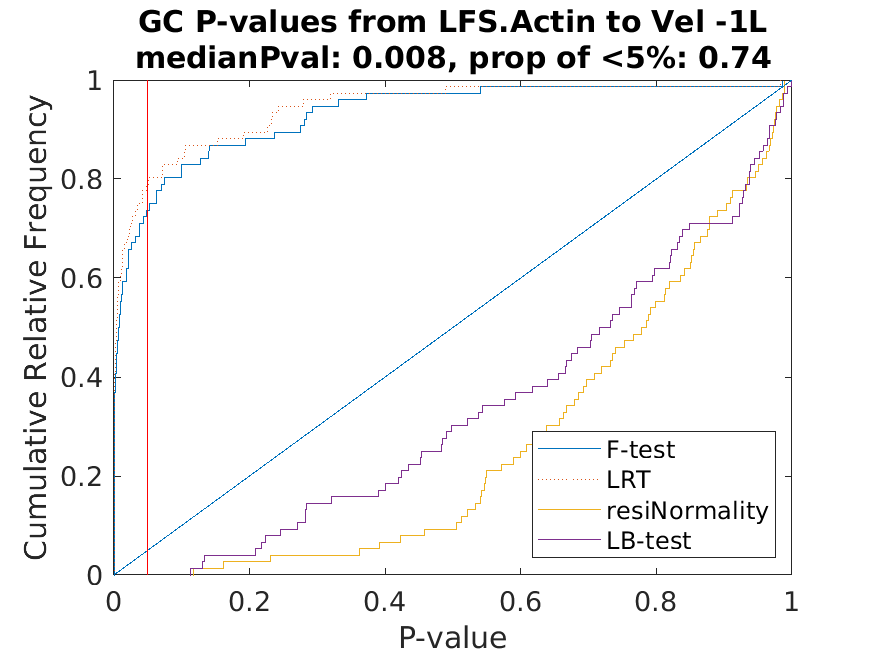 GC P-values from LFS.Actin to Vel -1L
medianPval: 0.008, prop of <5%: 0.74
Cumulative Relative Frequency
1
0.8
0.6
0.4
0.2
0
0 0.2 0.4 0.6 0.8 1
P-value
F-test
LRT
resiNormality
LB-test